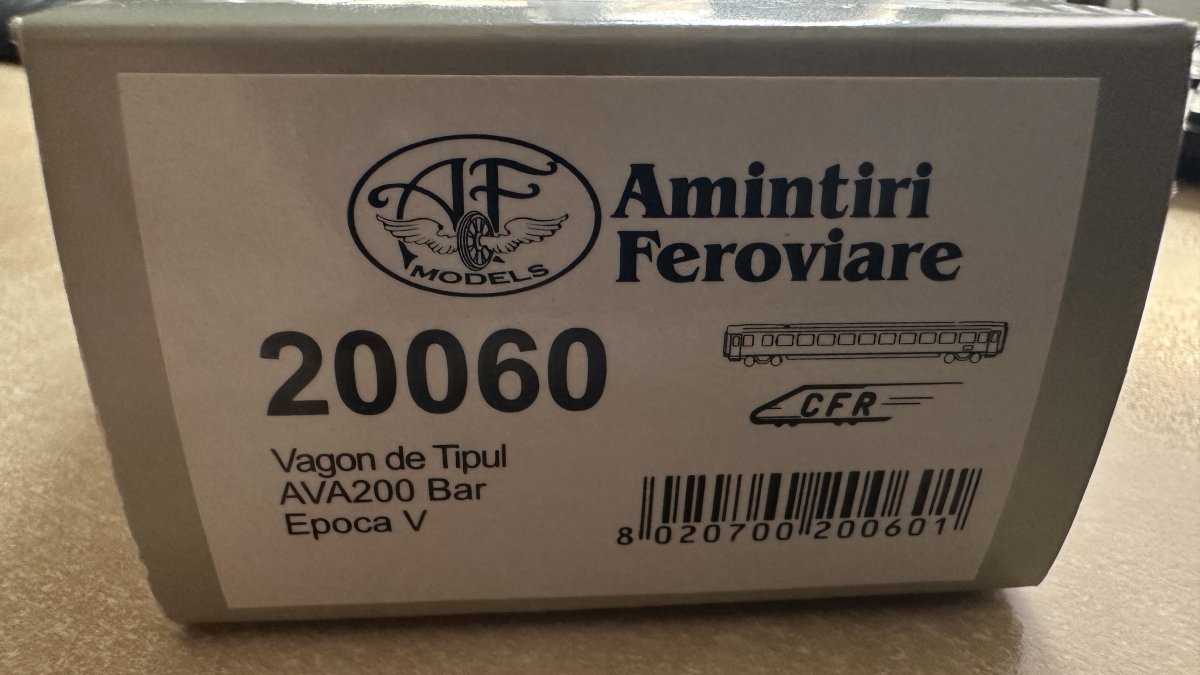 AF
MODELS
Amintiri
Feroviare
20060
CFR
Vagon de Tipul
AVA200 Bar
Epoca V
8 020700 200601